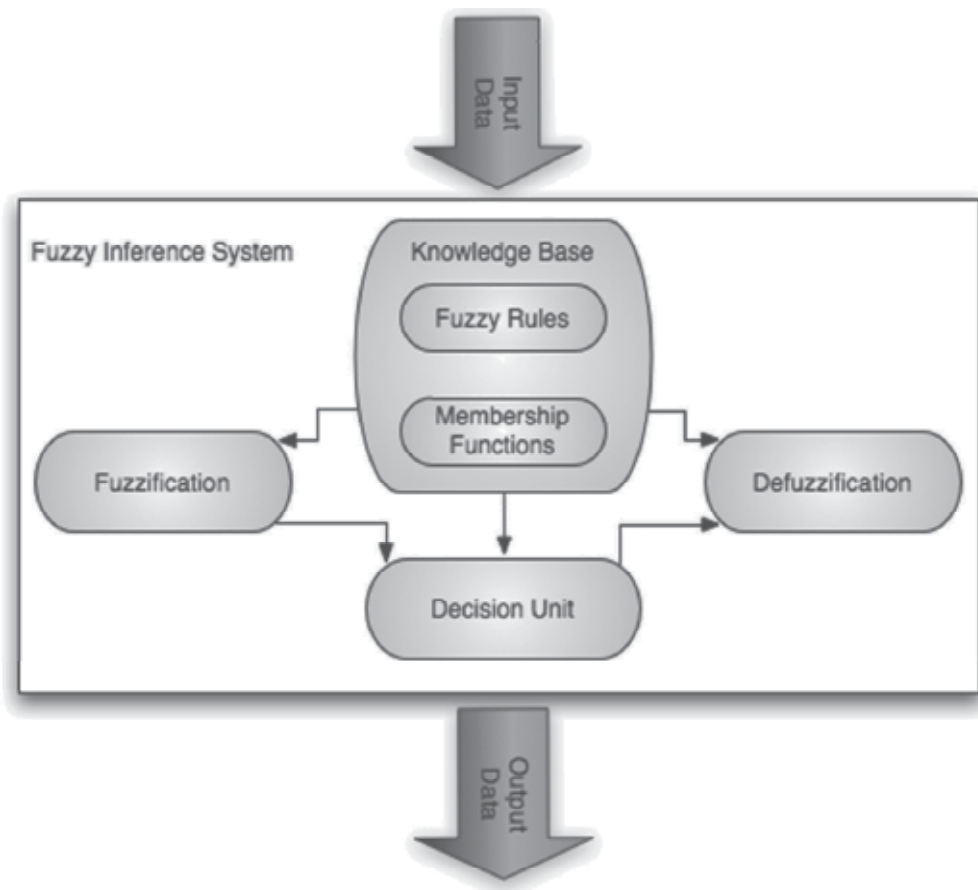 Input
Data
Fuzzy Inference System
Knowledge Base
Fuzzy Rules
Membership
Functions
Fuzzification
Defuzzification
Decision Unit
Output
Data